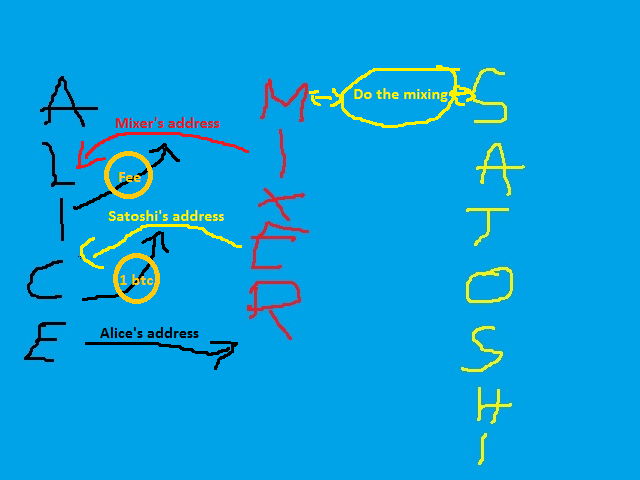 ALICE
MIXER
SATOSHI
Do the mixing
Mixer's address
Fee
Satoshi's address
1 btc
Alice's address